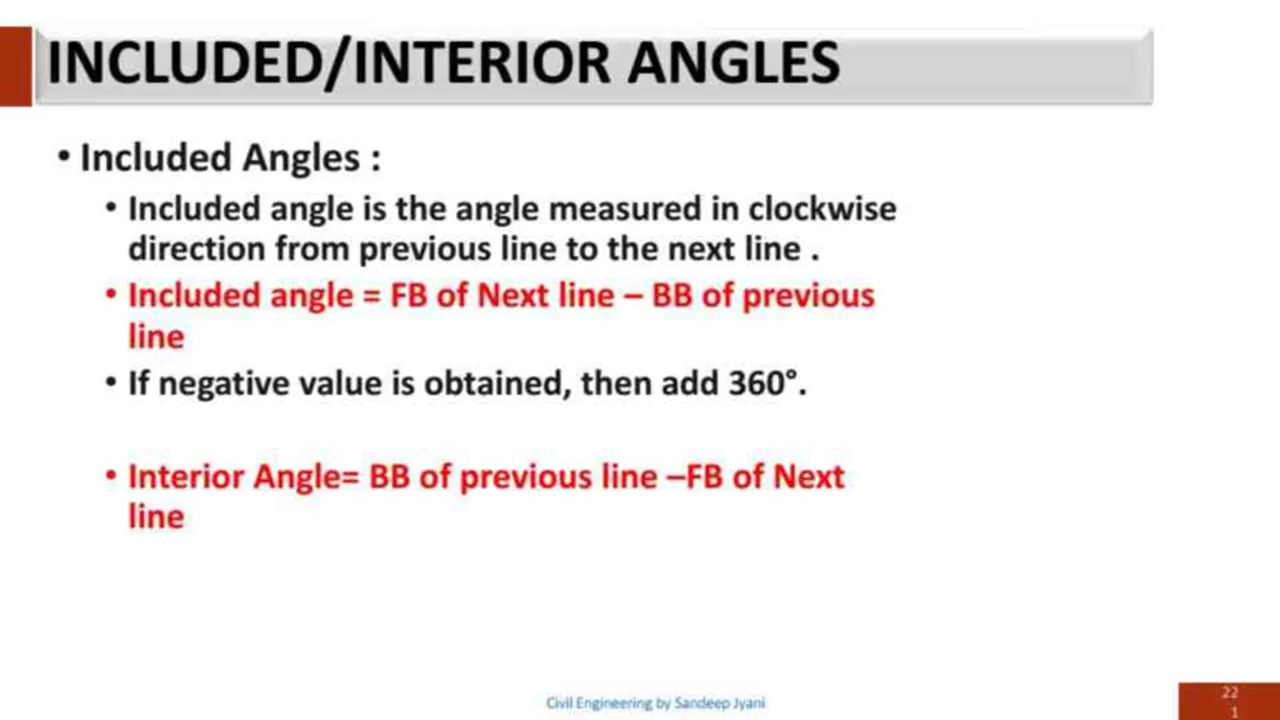 INCLUDED/INTERIOR ANGLES
• Included Angles :
• Included angle is the angle measured in clockwise
direction from previous line to the next line .
• Included angle = FB of Next line – BB of previous
line
• If negative value is obtained, then add 360°.
• Interior Angle= BB of previous line –FB of Next
line
Civil Engineering by Sandeep Jyani
22
1